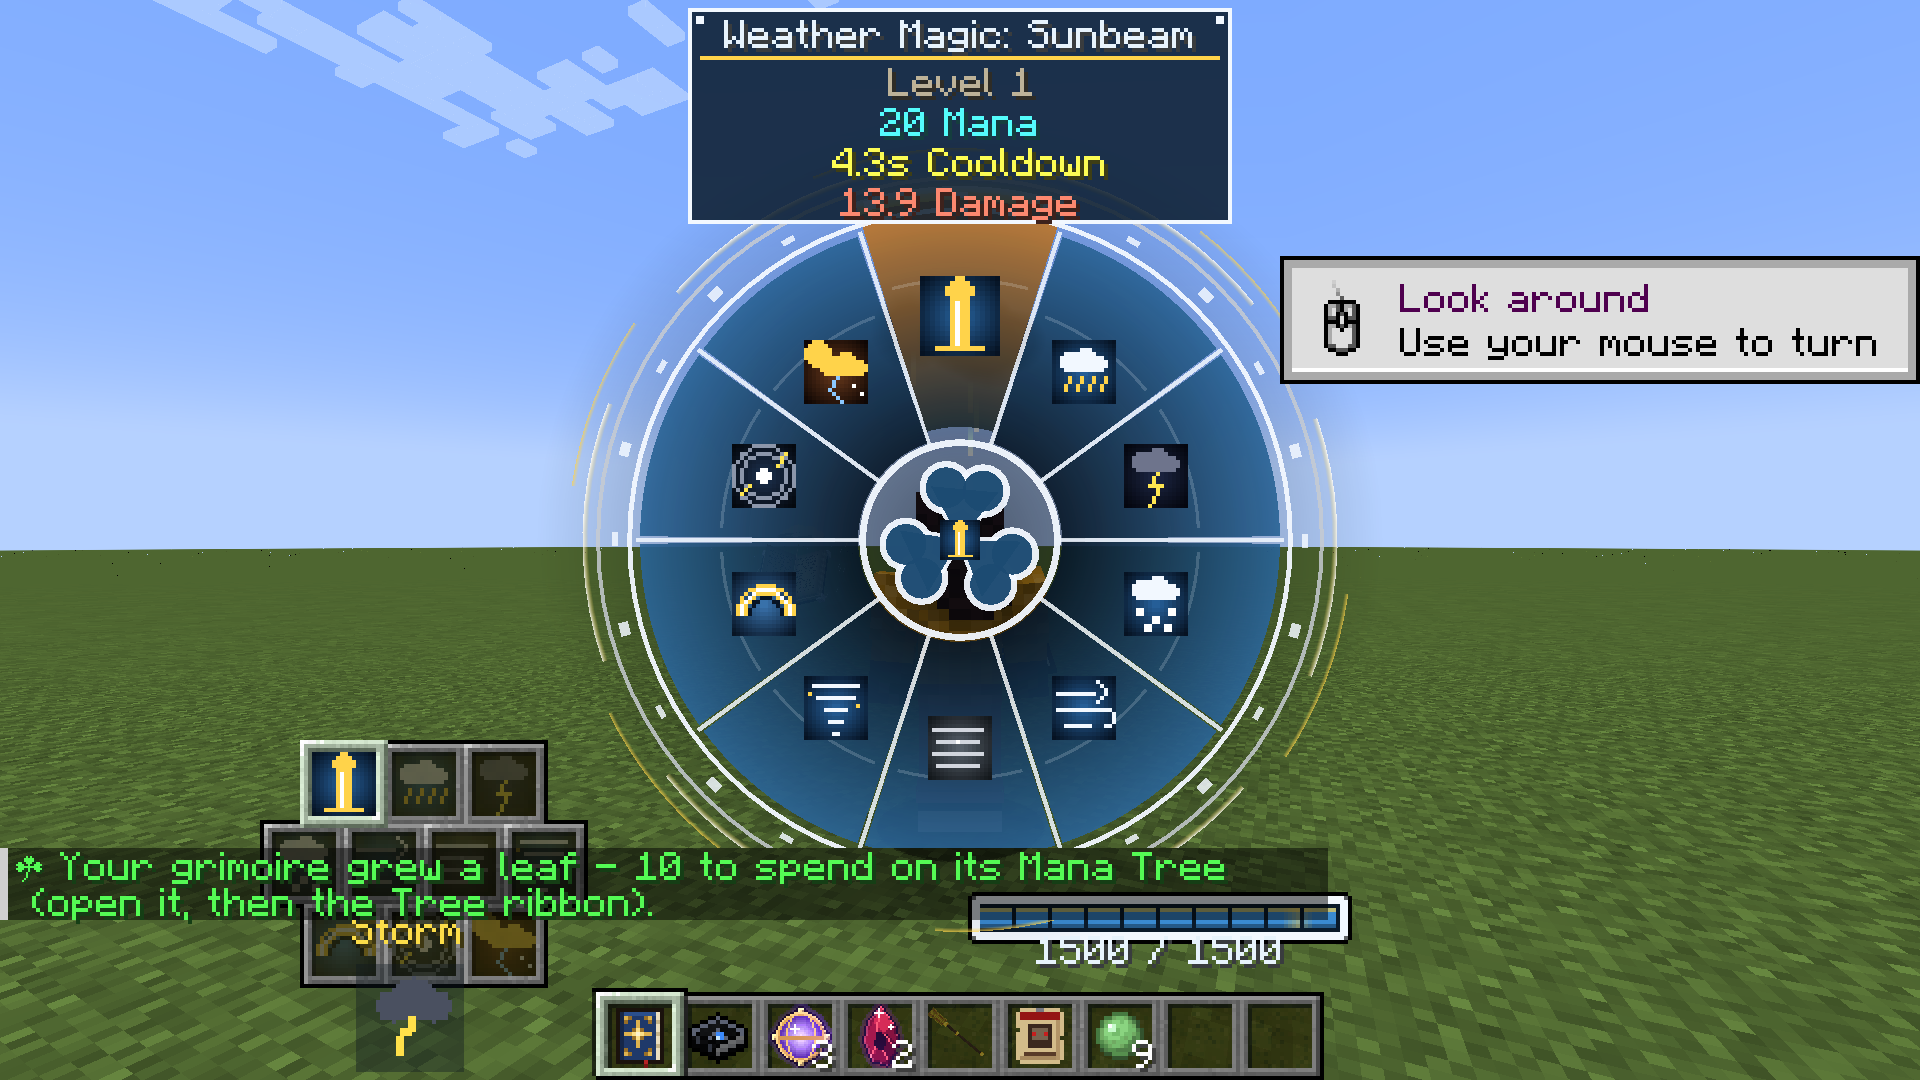 Weather Magic: Sunbeam
Level 1
20 Mana
4.3s Cooldown
13.9 Damage
Look around
Use your mouse to turn
Your grimoire grew a leaf – 10 to spend on its Mana Tree
(open it, then the Tree ribbon).
Storm
1500 / 1500
3
2
9